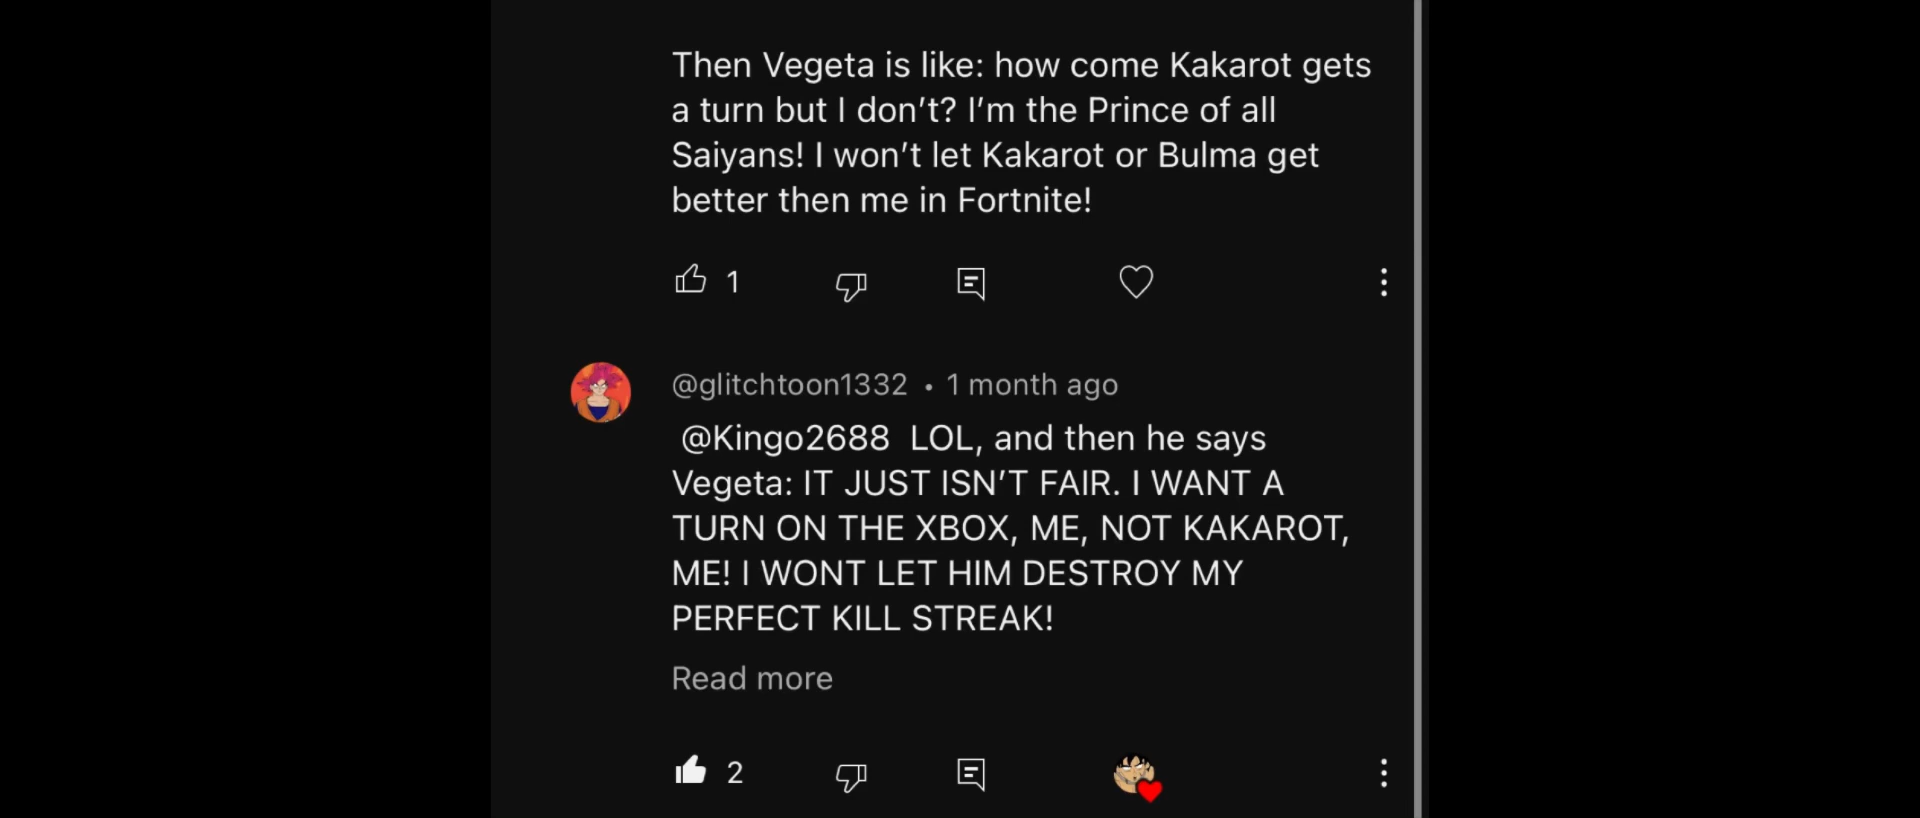 Then Vegeta is like: how come Kakarot gets
a turn but I don’t? I’m the Prince of all
Saiyans! I won’t let Kakarot or Bulma get
better then me in Fortnite!
1
@glitchtoon1332 • 1 month ago
@Kingo2688 LOL, and then he says
Vegeta: IT JUST ISN’T FAIR. I WANT A
TURN ON THE XBOX, ME, NOT KAKAROT,
ME! I WONT LET HIM DESTROY MY
PERFECT KILL STREAK!
Read more
2